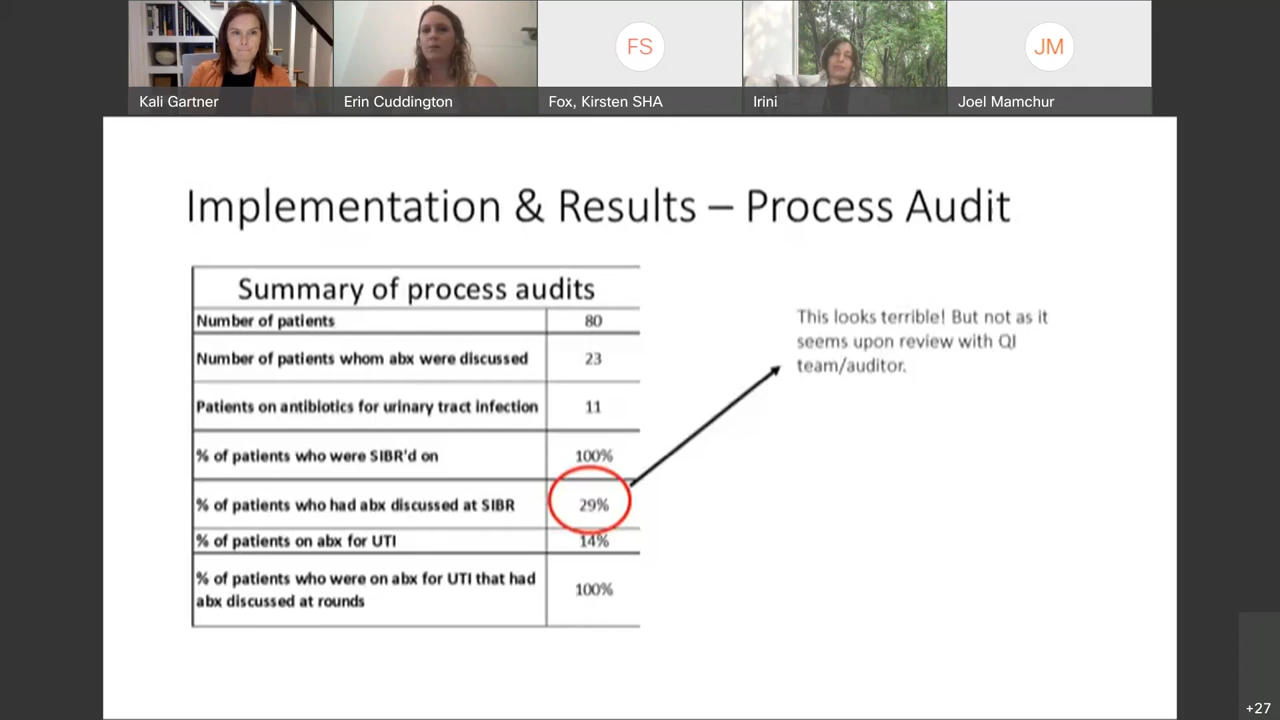 Kali Gartner
Erin Cuddington
FS
Fox, Kirsten SHA
Irini
JM
Joel Mamchur
Implementation & Results – Process Audit
Summary of process audits
Number of patients 80
Number of patients whom abx were discussed 23
Patients on antibiotics for urinary tract infection 11
% of patients who were SIBR'd on 100%
% of patients who had abx discussed at SIBR 29%
% of patients on abx for UTI 14%
% of patients who were on abx for UTI that had
abx discussed at rounds 100%
This looks terrible! But not as it
seems upon review with QI
team/auditor.
+27